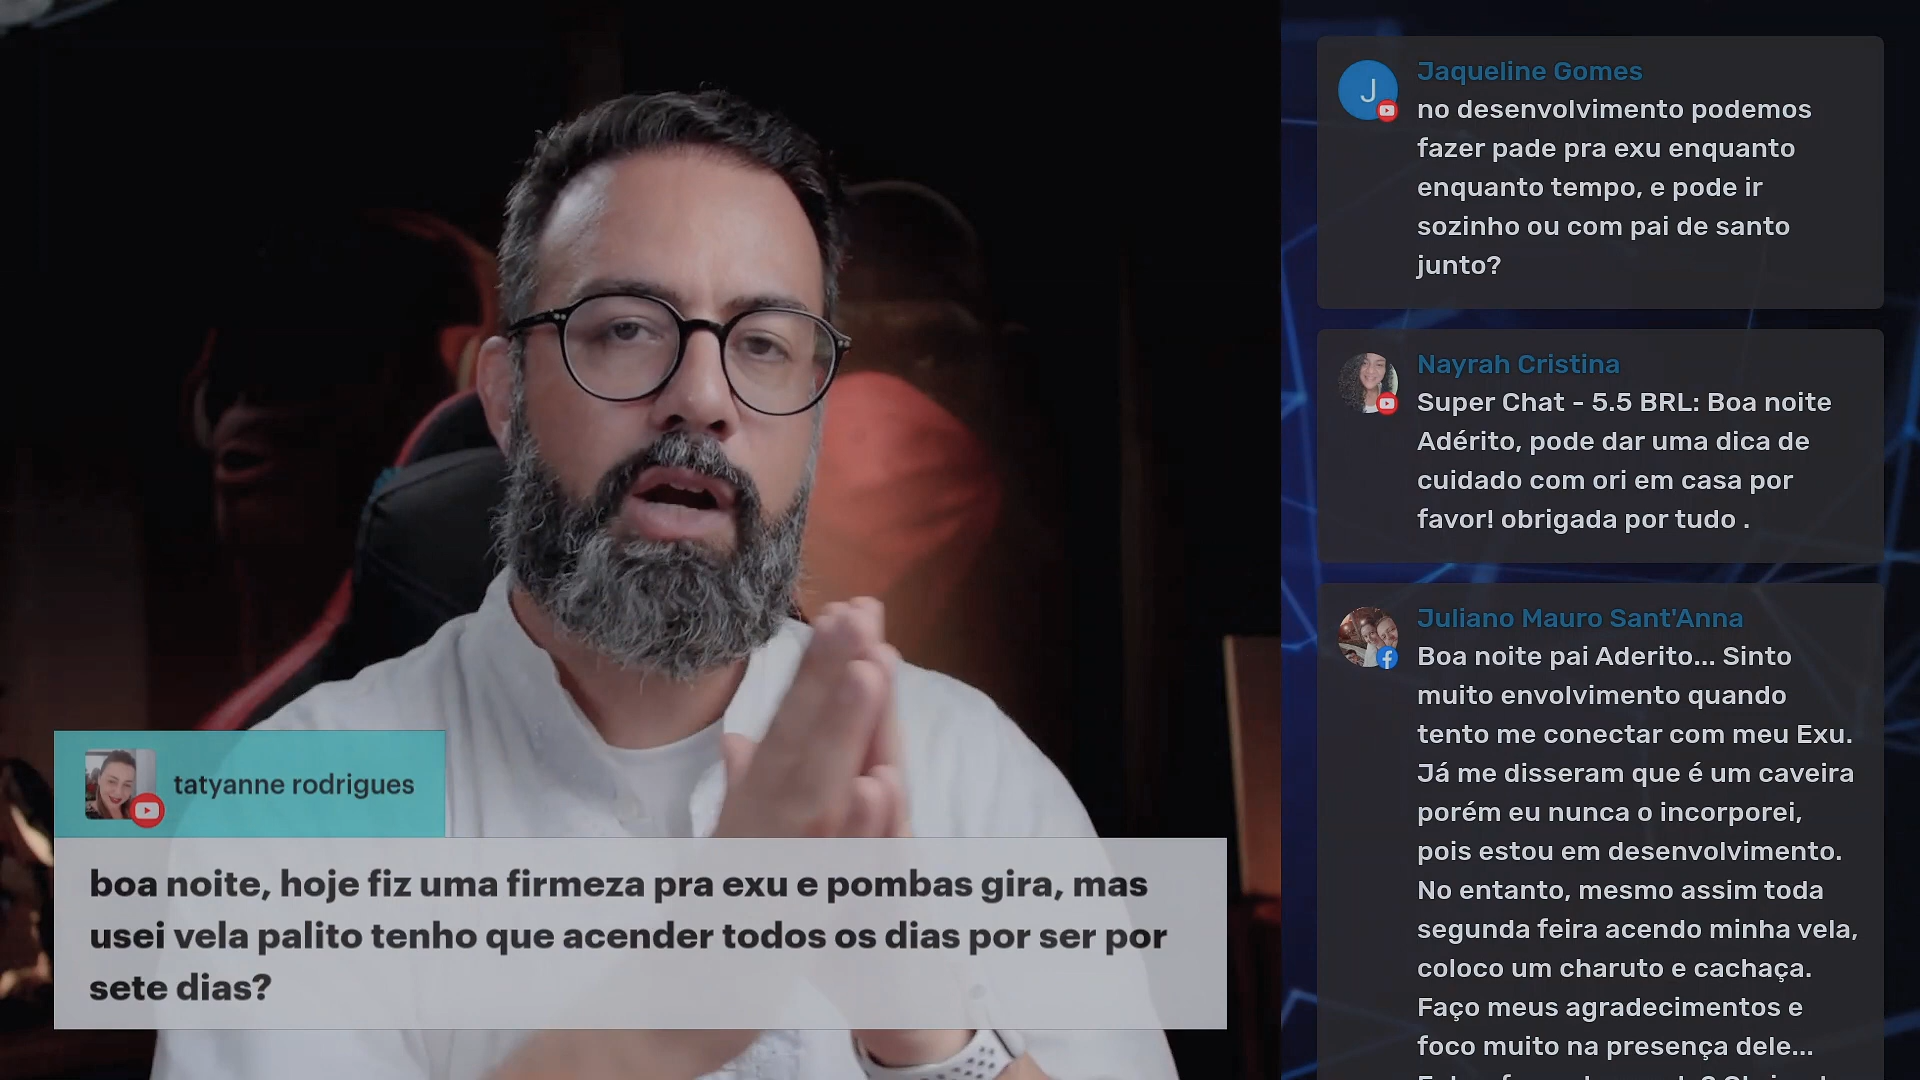 tatyanne rodrigues
boa noite, hoje fiz uma firmeza pra exu e pombas gira, mas
usei vela palito tenho que acender todos os dias por ser por
sete dias?
J
Jaqueline Gomes
no desenvolvimento podemos
fazer pade pra exu enquanto
enquanto tempo, e pode ir
sozinho ou com pai de santo
junto?
Nayrah Cristina
Super Chat - 5.5 BRL: Boa noite
Adérito, pode dar uma dica de
cuidado com ori em casa por
favor! obrigada por tudo .
Juliano Mauro Sant'Anna
Boa noite pai Aderito... Sinto
muito envolvimento quando
tento me conectar com meu Exu.
Já me disseram que é um caveira
porém eu nunca o incorporei,
pois estou em desenvolvimento.
No entanto, mesmo assim toda
segunda feira acendo minha vela,
coloco um charuto e cachaça.
Faço meus agradecimentos e
foco muito na presença dele...